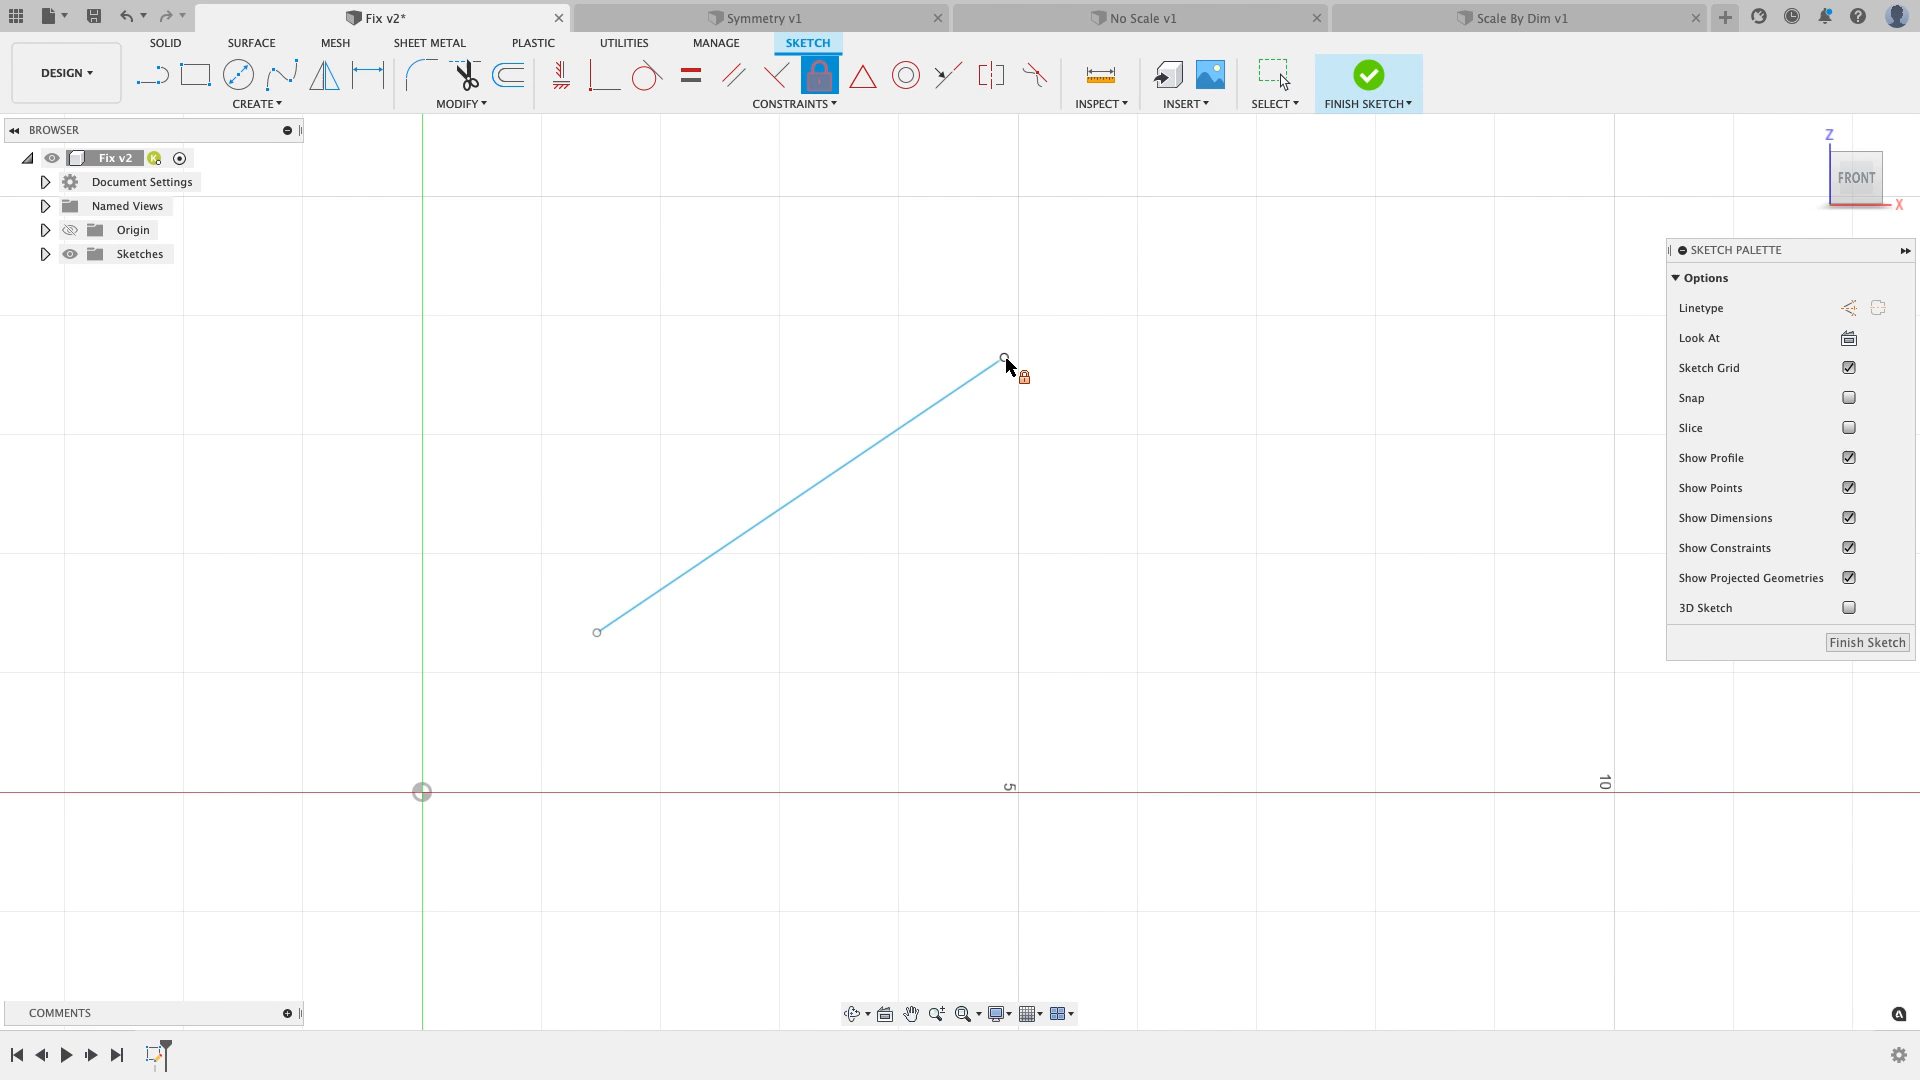 Fix v2*
Symmetry v1
No Scale v1
Scale By Dim v1
SOLID
SURFACE
MESH
SHEET METAL
PLASTIC
UTILITIES
MANAGE
SKETCH
DESIGN
CREATE
MODIFY
CONSTRAINTS
INSPECT
INSERT
SELECT
FINISH SKETCH
BROWSER
Fix v2
Document Settings
Named Views
Origin
Sketches
Z
FRONT
X
SKETCH PALETTE
Options
Linetype
Look At
Sketch Grid
Snap
Slice
Show Profile
Show Points
Show Dimensions
Show Constraints
Show Projected Geometries
3D Sketch
Finish Sketch
5
10
COMMENTS